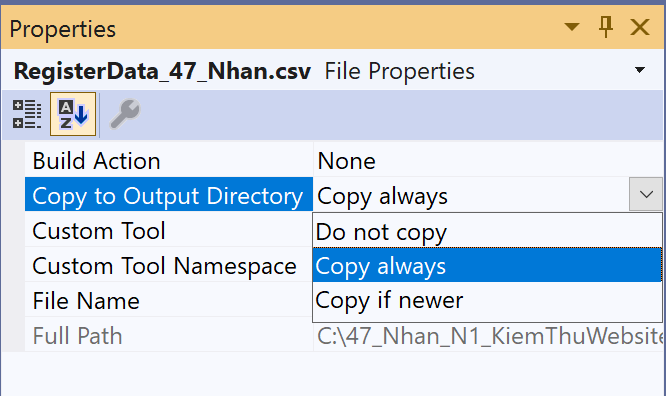 Properties
RegisterData_47_Nhan.csv File Properties
Build Action None
Copy to Output Directory Copy always
Custom Tool Do not copy
Custom Tool Namespace Copy always
File Name Copy if newer
Full Path C:\47_Nhan_N1_KiemThuWebsite